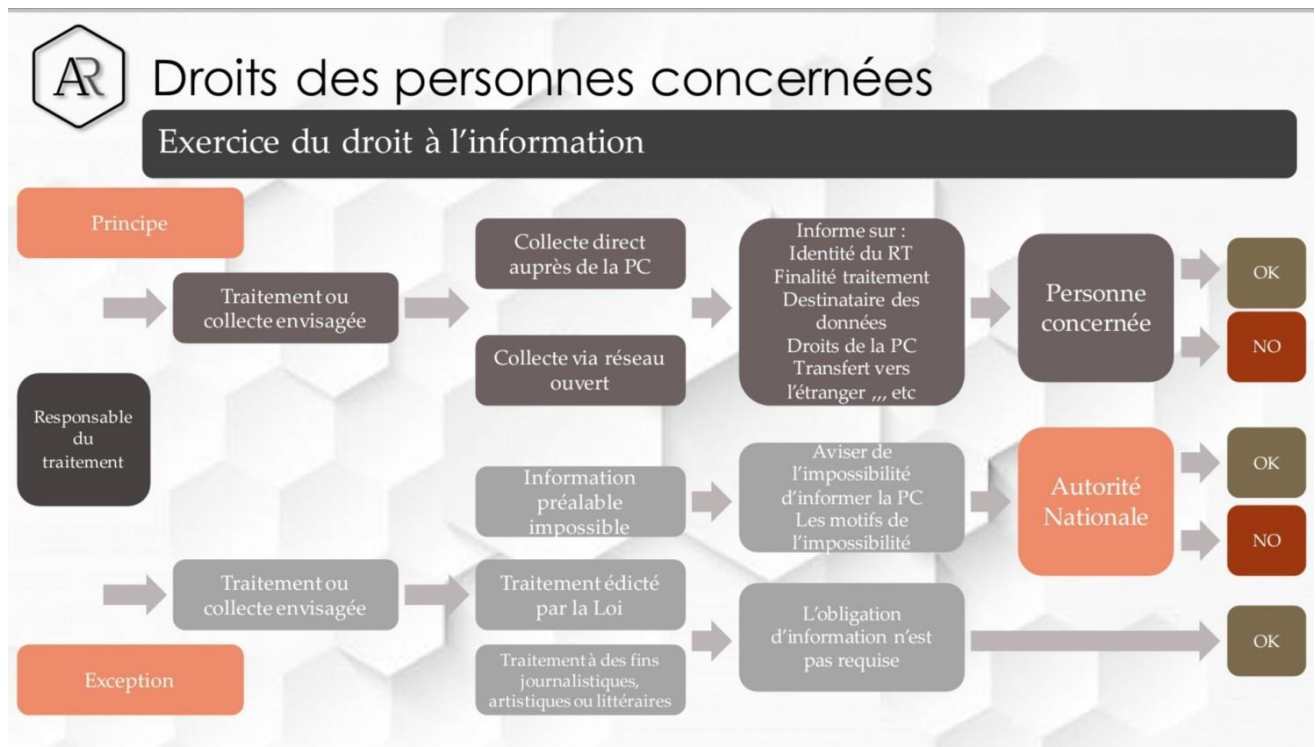 AR
Droits des personnes concernées
Exercice du droit à l’information
Principe
Traitement ou
collecte envisagée
Collecte direct
auprès de la PC
Collecte via réseau
ouvert
Informe sur :
Identité du RT
Finalité traitement
Destinataire des
données
Droits de la PC
Transfert vers
l’étranger ,,, etc
Personne
concernée
OK
NO
Responsable
du
traitement
Information
préalable
impossible
Aviser de
l’impossibilité
d’informer la PC
Les motifs de
l’impossibilité
Autorité
Nationale
OK
NO
Traitement ou
collecte envisagée
Traitement édicté
par la Loi
Traitement à des fins
journalistiques,
artistiques ou littéraires
L’obligation
d’information n’est
pas requise
OK
Exception